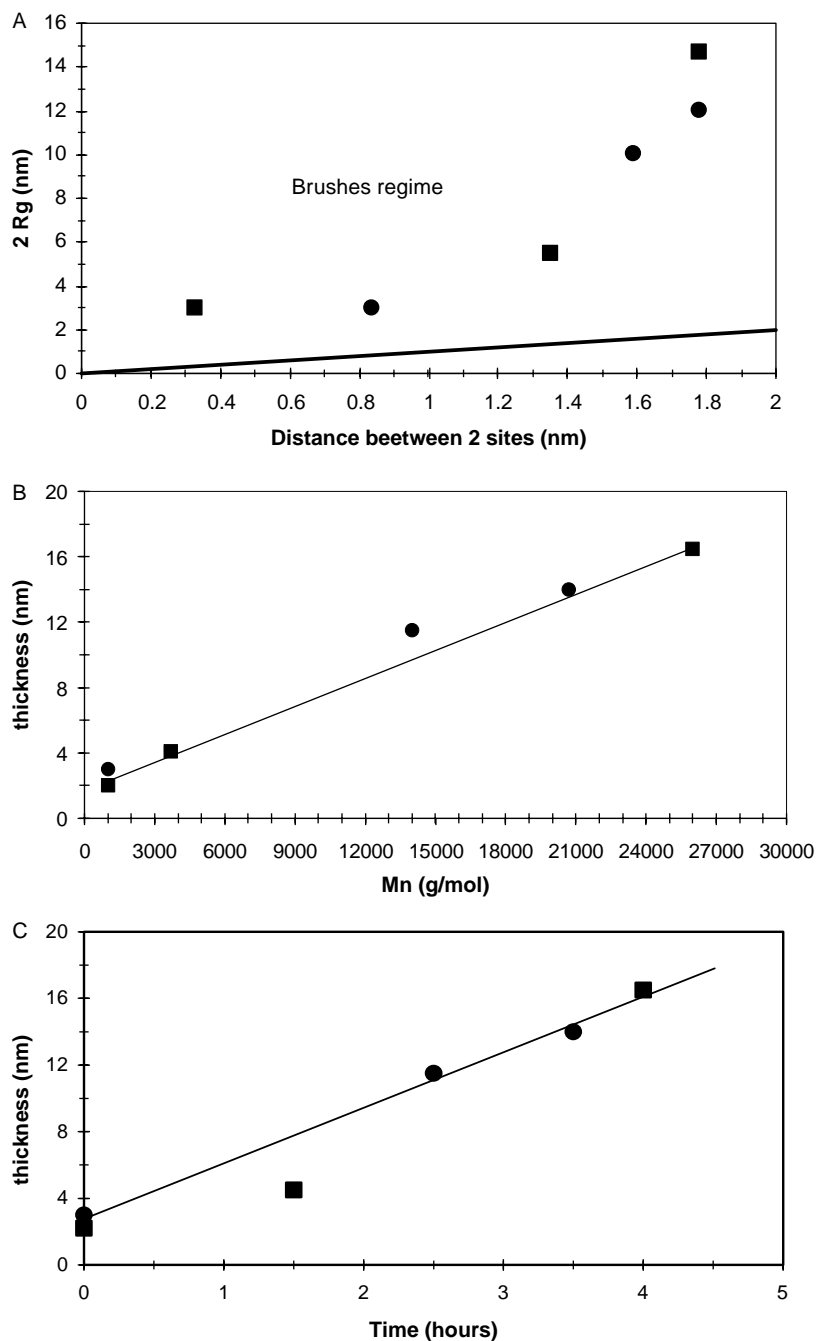 A
16
14
12
10
8
6
4
2
0
2 Rg (nm)
Brushes regime
0 0.2 0.4 0.6 0.8 1 1.2 1.4 1.6 1.8 2
Distance beetween 2 sites (nm)
B
20
16
12
8
4
0
thickness (nm)
0 3000 6000 9000 12000 15000 18000 21000 24000 27000 30000
Mn (g/mol)
C
20
16
12
8
4
0
thickness (nm)
0 1 2 3 4 5
Time (hours)